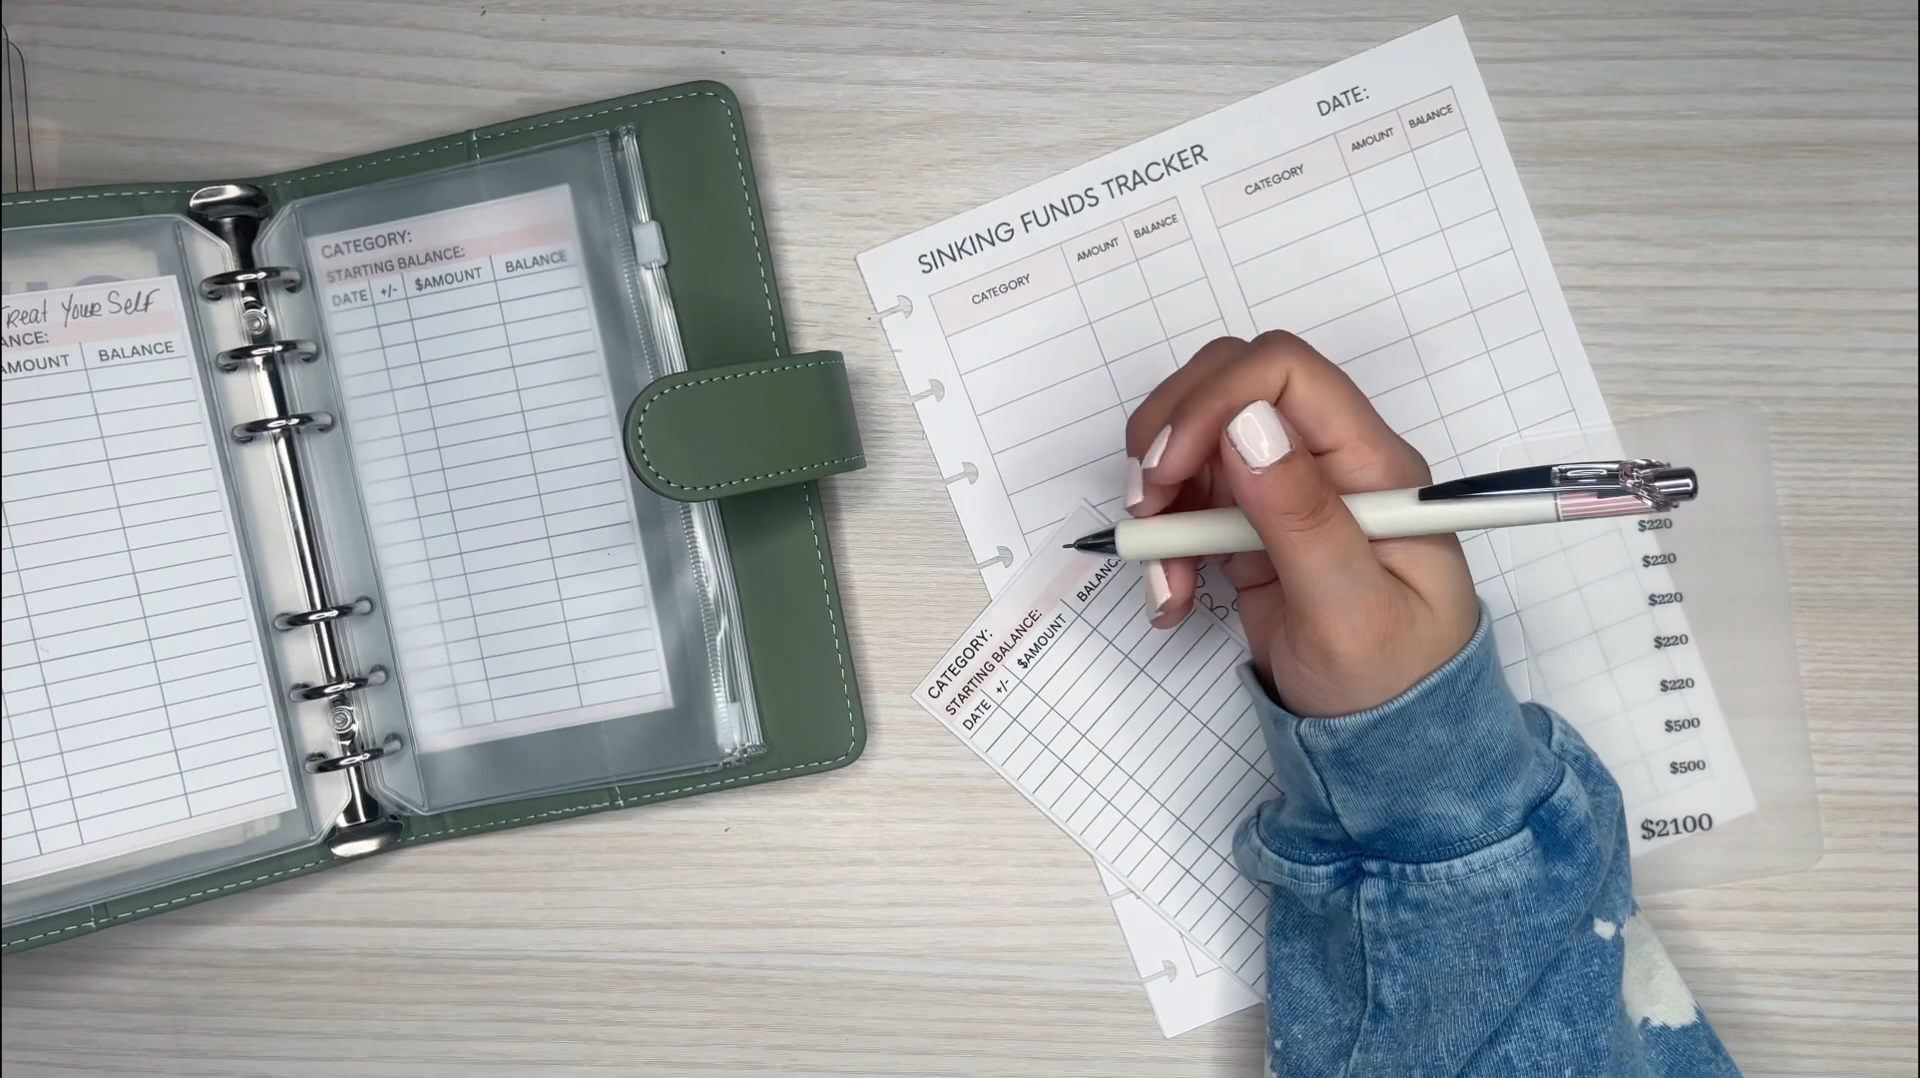 Treat Your Self
ANCE:
AMOUNT BALANCE
CATEGORY:
STARTING BALANCE:
DATE +/- $AMOUNT BALANCE
SINKING FUNDS TRACKER
DATE:
CATEGORY AMOUNT BALANCE
CATEGORY AMOUNT BALANCE
CATEGORY:
STARTING BALANCE:
DATE +/- $AMOUNT BALANC
$220
$220
$220
$220
$220
$500
$500
$2100